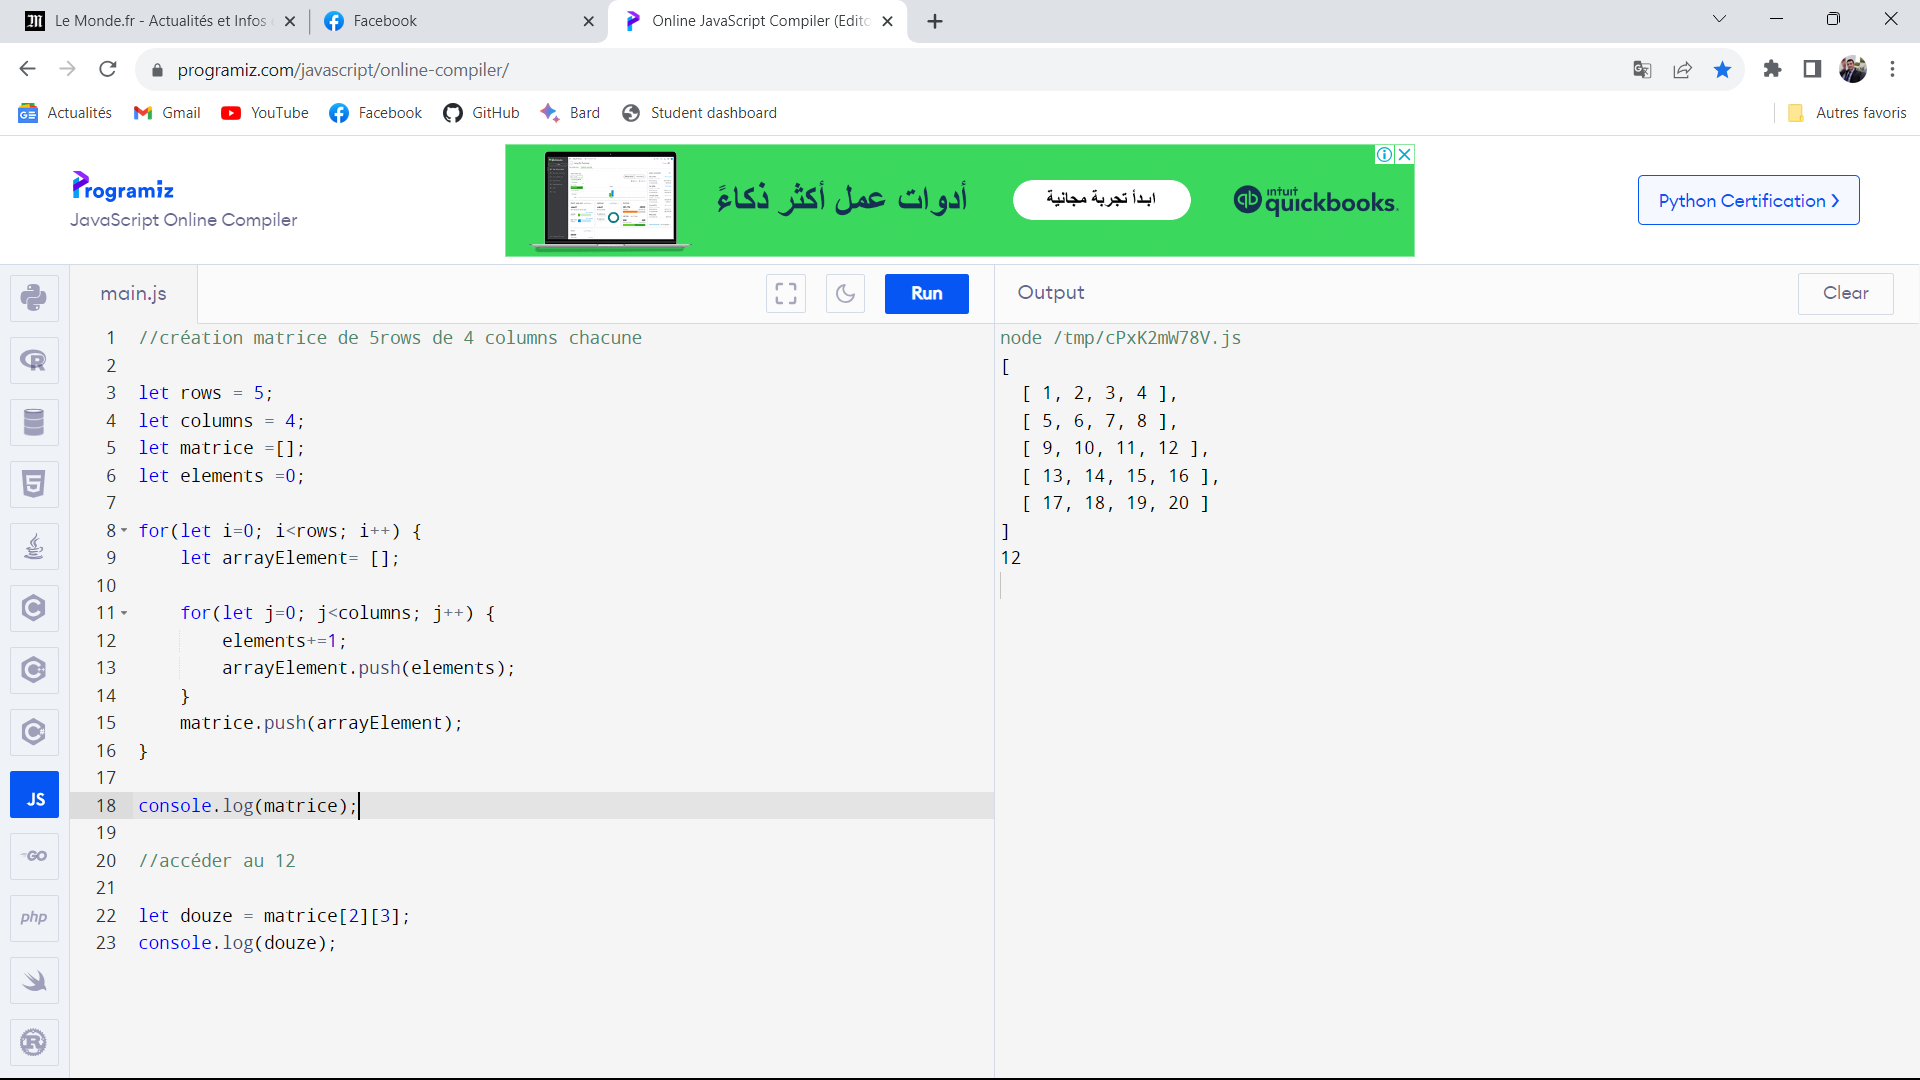 Le Monde.fr - Actualités et Infos
Facebook
Online JavaScript Compiler (Edito
programiz.com/javascript/online-compiler/
Actualités
Gmail
YouTube
Facebook
GitHub
Bard
Student dashboard
Autres favoris
Programiz
JavaScript Online Compiler
أدوات عمل أكثر ذكاءً
ابدأ تجربة مجانية
intuit
quickbooks.
Python Certification
main.js
Run
Output
Clear
1 //création matrice de 5rows de 4 columns chacune
2
3 let rows = 5;
4 let columns = 4;
5 let matrice =[];
6 let elements =0;
7
8 for(let i=0; i<rows; i++) {
9 let arrayElement= [];
10
11 for(let j=0; j<columns; j++) {
12 elements+=1;
13 arrayElement.push(elements);
14 }
15 matrice.push(arrayElement);
16 }
17
18 console.log(matrice);
19
20 //accéder au 12
21
22 let douze = matrice[2][3];
23 console.log(douze);
node /tmp/cPxK2mW78V.js
[
[ 1, 2, 3, 4 ],
[ 5, 6, 7, 8 ],
[ 9, 10, 11, 12 ],
[ 13, 14, 15, 16 ],
[ 17, 18, 19, 20 ]
]
12
JS
GO
php